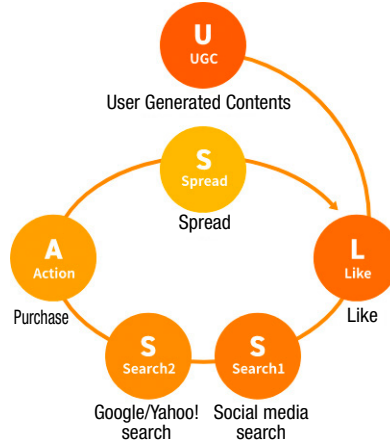 U
UGC
User Generated Contents
S
Spread
Spread
A
Action
Purchase
L
Like
Like
S
Search2
Google/Yahoo!
search
S
Search1
Social media
search